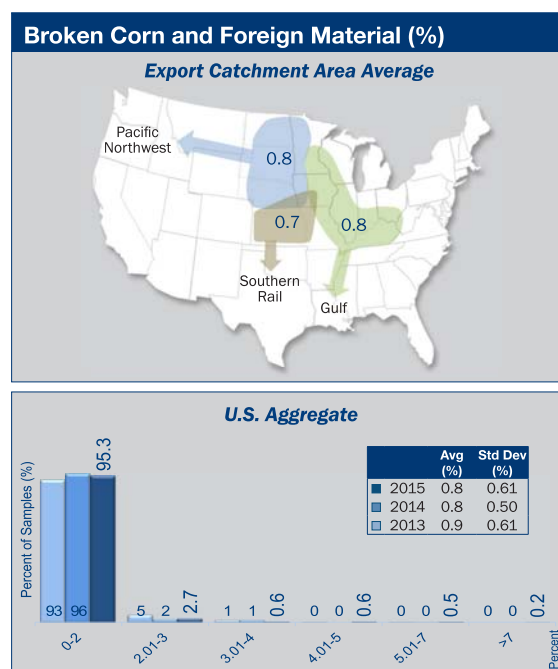 Broken Corn and Foreign Material (%)
Export Catchment Area Average
Pacific
Northwest
0.8
0.7
0.8
Southern
Rail
Gulf
U.S. Aggregate
Percent of Samples (%)
Avg Std Dev
(%) (%)
2015 0.8 0.61
2014 0.8 0.50
2013 0.9 0.61
93 96 95.3
5 2 2.7
1 1 0.6
0 0 0.6
0 0 0.5
0 0 0.2
0-2 2.01-3 3.01-4 4.01-5 5.01-7 >7
Percent